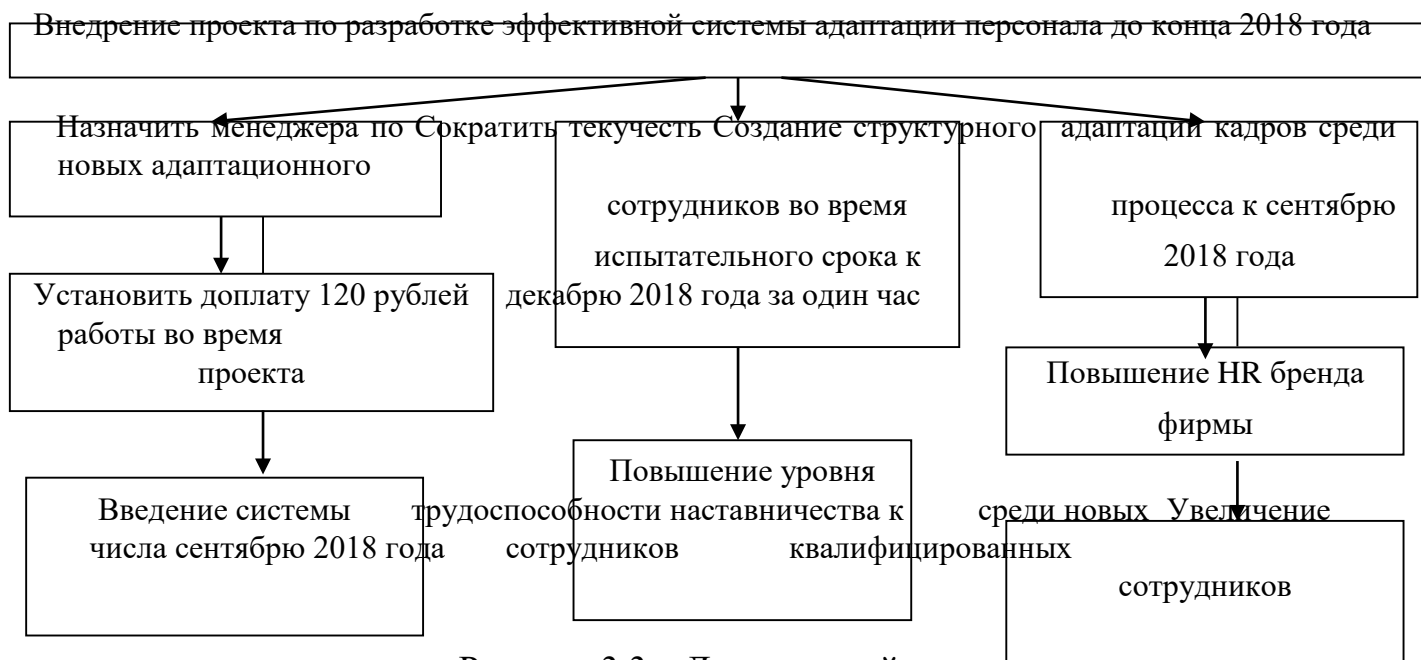 Внедрение проекта по разработке эффективной системы адаптации персонала до конца 2018 года
Назначить менеджера по Сократить текучесть Создание структурного адаптации кадров среди
новых адаптационного
сотрудников во время процесса к сентябрю
испытательного срока к 2018 года
Установить доплату 120 рублей декабрю 2018 года за один час
работы во время
проекта Повышение HR бренда
фирмы
Повышение уровня
Введение системы трудоспособности наставничества к среди новых Увеличение
числа сентябрю 2018 года сотрудников квалифицированных
сотрудников